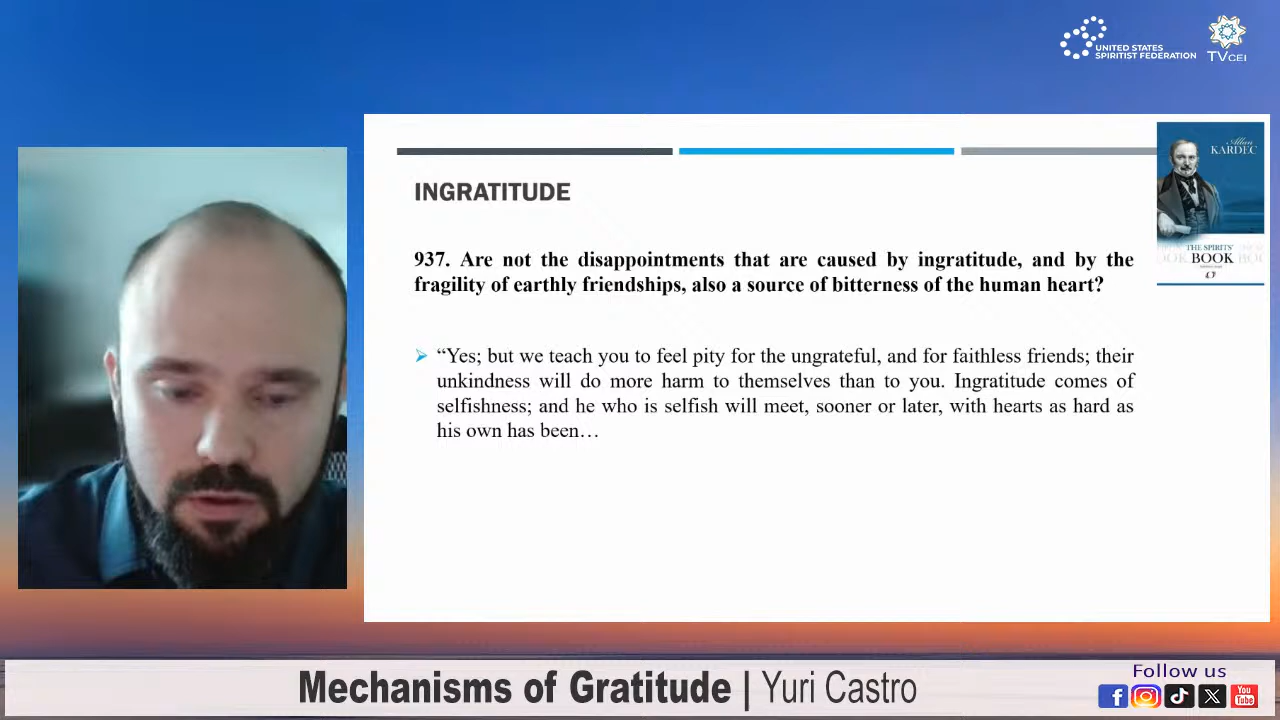 UNITED STATES
SPIRITIST FEDERATION
TVCEI
Allan
KARDEC
THE SPIRITS'
BOOK
INGRATITUDE
937. Are not the disappointments that are caused by ingratitude, and by the
fragility of earthly friendships, also a source of bitterness of the human heart?
“Yes; but we teach you to feel pity for the ungrateful, and for faithless friends; their
unkindness will do more harm to themselves than to you. Ingratitude comes of
selfishness; and he who is selfish will meet, sooner or later, with hearts as hard as
his own has been…
Mechanisms of Gratitude | Yuri Castro
Follow us
You
Tube